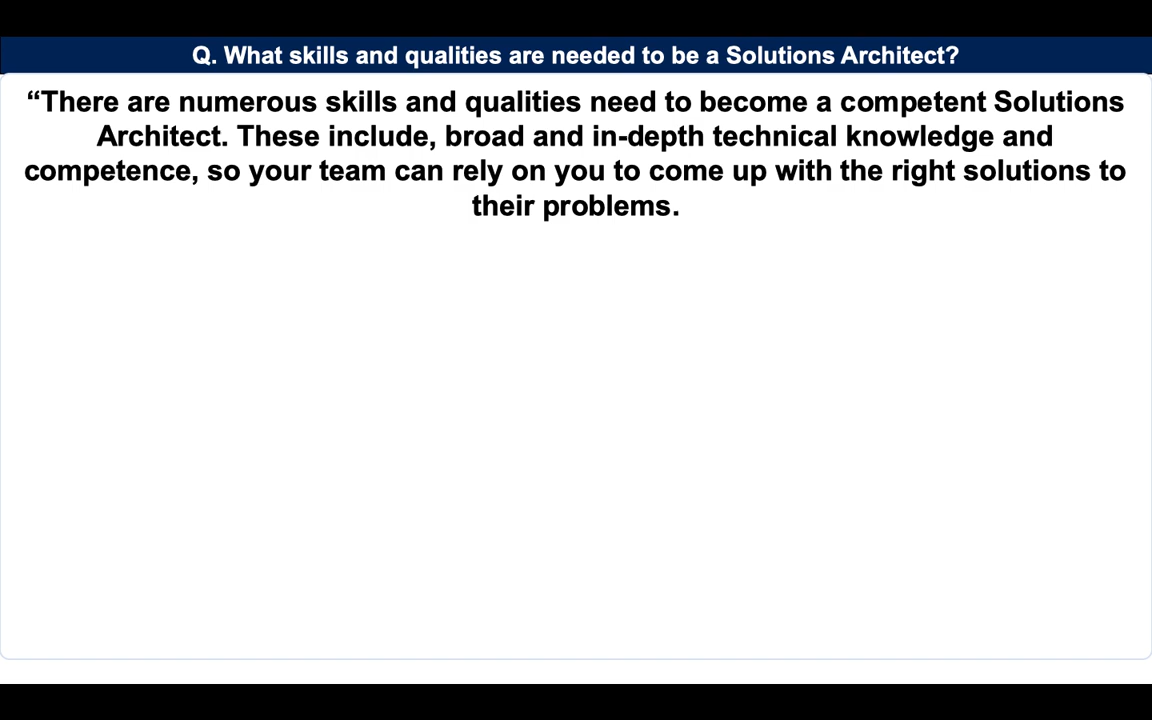 Q. What skills and qualities are needed to be a Solutions Architect?
“There are numerous skills and qualities need to become a competent Solutions
Architect. These include, broad and in-depth technical knowledge and
competence, so your team can rely on you to come up with the right solutions to
their problems.